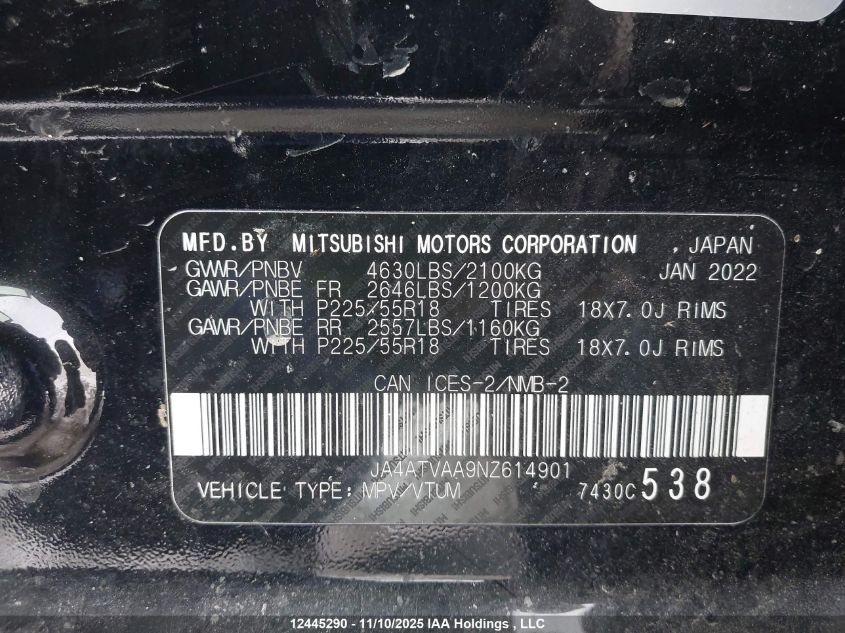 MFD.BY MITSUBISHI MOTORS CORPORATION , JAPAN
GVWR/PNBV 4630LBS/2100KG JAN 2022
GAWR/PNBE FR 2646LBS/1200KG
WITH P225/55R18 TIRES 18X7.0J RIMS
GAWR/PNBE RR 2557LBS/1160KG
WITH P225/55R18 TIRES 18X7.0J RIMS
CAN ICES-2/NMB-2
JA4ATVAA9NZ614901
VEHICLE TYPE: MPV/VTUM 7430C 538
12445290 - 11/10/2025 IAA Holdings , LLC